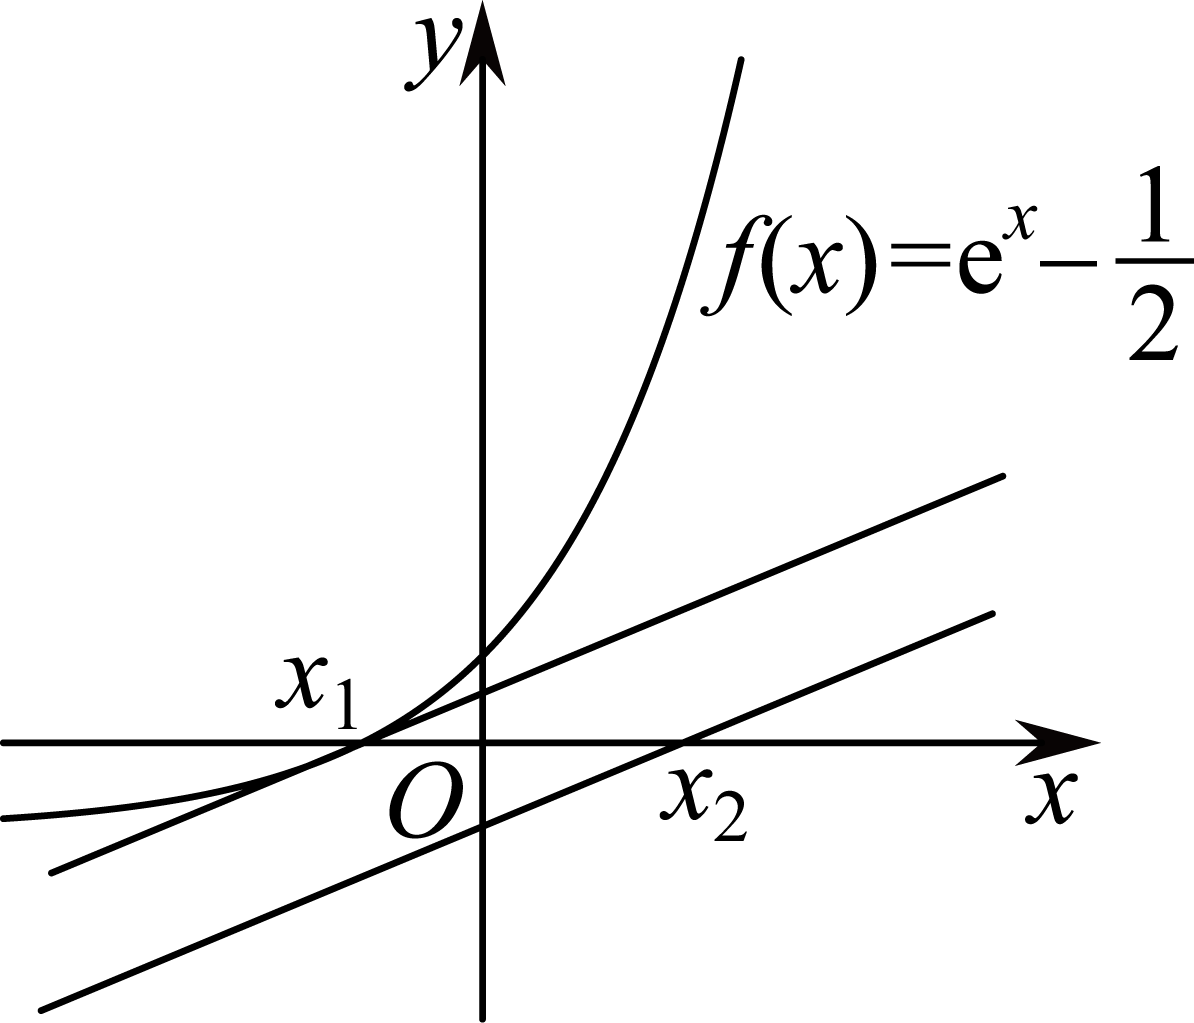 y
f(x)=e^x−1/2
x₁
O
x₂
x